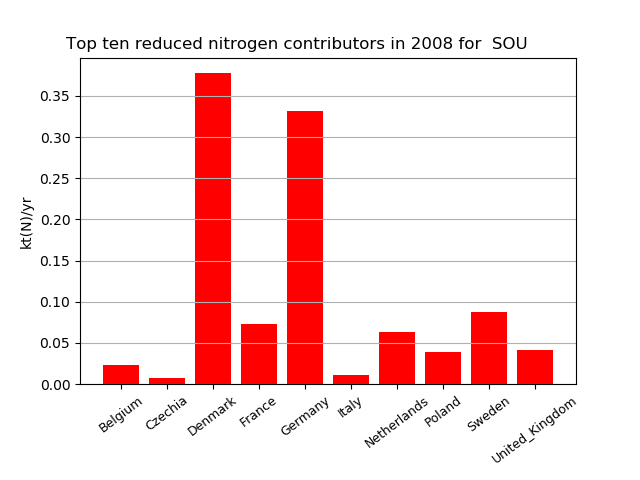 Top ten reduced nitrogen contributors in 2008 for  SOU
kt(N)/yr
0.35
0.30
0.25
0.20
0.15
0.10
0.05
0.00
Belgium
Czechia
Denmark
France
Germany
Italy
Netherlands
Poland
Sweden
United_Kingdom